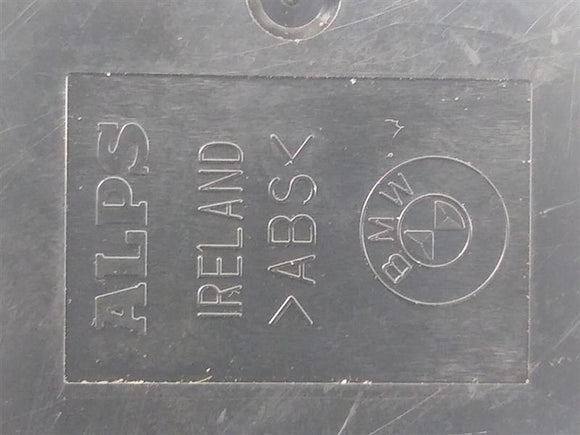 ALPS
IRELAND
>ABS<
BMW